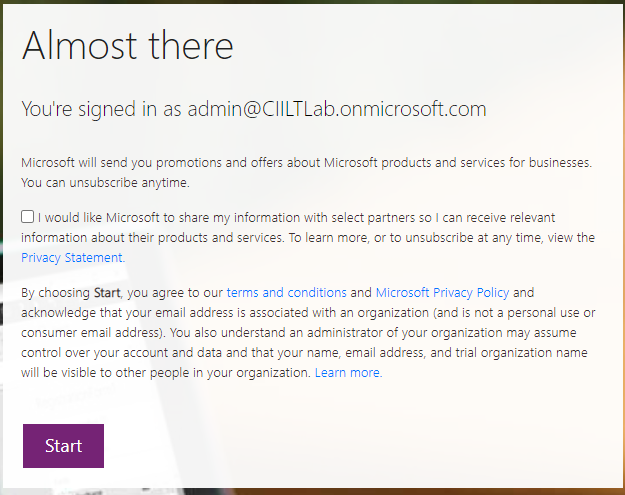 Almost there
You're signed in as admin@CIILTLab.onmicrosoft.com
Microsoft will send you promotions and offers about Microsoft products and services for businesses.
You can unsubscribe anytime.
I would like Microsoft to share my information with select partners so I can receive relevant
information about their products and services. To learn more, or to unsubscribe at any time, view the
Privacy Statement.
By choosing Start, you agree to our terms and conditions and Microsoft Privacy Policy and
acknowledge that your email address is associated with an organization (and is not a personal use or
consumer email address). You also understand an administrator of your organization may assume
control over your account and data and that your name, email address, and trial organization name
will be visible to other people in your organization. Learn more.
Start